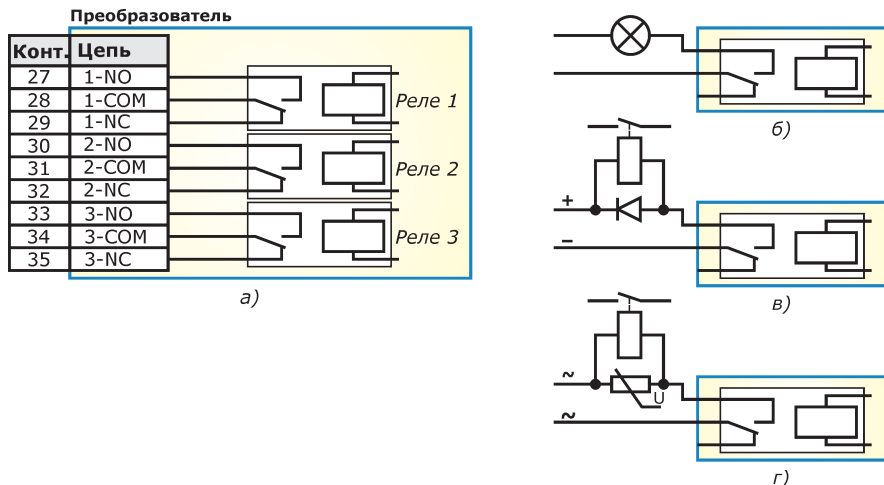 Преобразователь
Конт. Цепь
27 1-NO
28 1-COM
29 1-NC
30 2-NO
31 2-COM
32 2-NC
33 3-NO
34 3-COM
35 3-NC
Реле 1
Реле 2
Реле 3
а)
б)
+
–
в)
~
~
U
г)